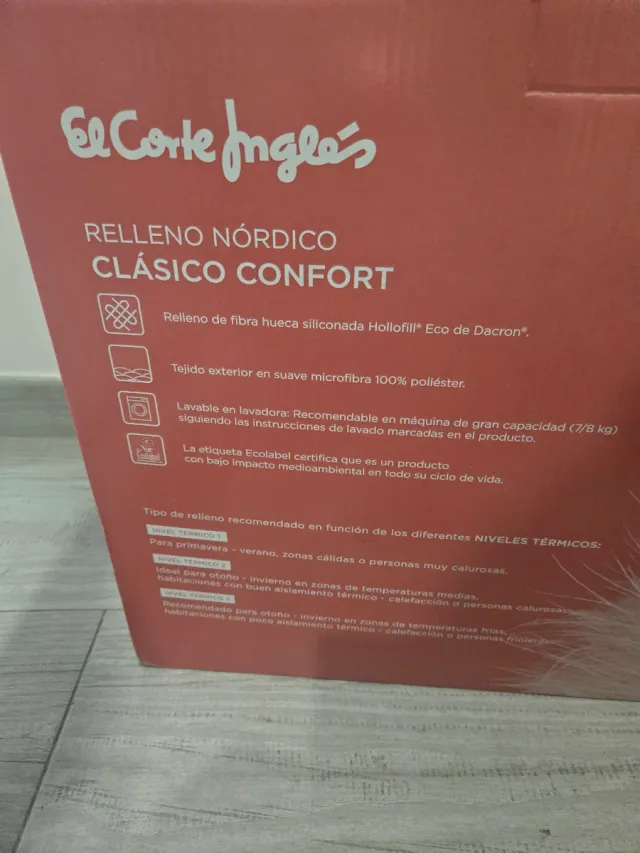 El Corte Inglés
RELLENO NÓRDICO
CLÁSICO CONFORT
Relleno de fibra hueca siliconada Hollofill® Eco de Dacron®.
Tejido exterior en suave microfibra 100% poliéster.
Lavable en lavadora: Recomendable en máquina de gran capacidad (7/8 kg)
siguiendo las instrucciones de lavado marcadas en el producto.
Ecolabel
La etiqueta Ecolabel certifica que es un producto
con bajo impacto medioambiental en todo su ciclo de vida.
Tipo de relleno recomendado en función de los diferentes NIVELES TÉRMICOS:
NIVEL TÉRMICO 1
Para primavera - verano, zonas cálidas o personas muy calurosas.
NIVEL TÉRMICO 2
Ideal para otoño - invierno en zonas de temperaturas medias,
habitaciones con buen aislamiento térmico - calefacción o personas calurosas.
NIVEL TÉRMICO 3
Recomendado para otoño - invierno en zonas de temperaturas frías,
habitaciones con poco aislamiento térmico - calefacción o personas